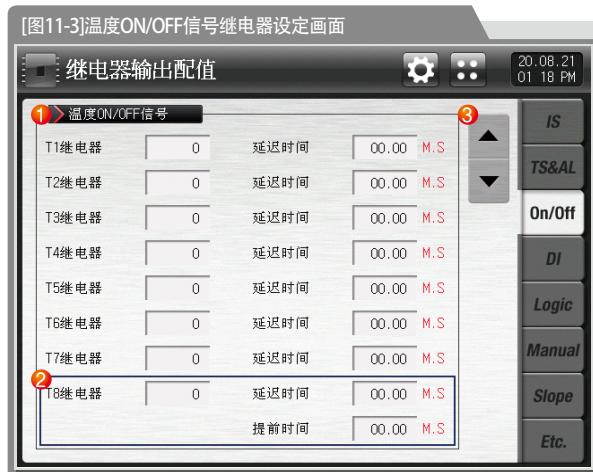 [图11-3]温度ON/OFF信号继电器设定画面
继电器输出配值
20.08.21
01 18 PM
1 温度ON/OFF信号 3
T1继电器 0 延迟时间 00.00 M.S
T2继电器 0 延迟时间 00.00 M.S
T3继电器 0 延迟时间 00.00 M.S
T4继电器 0 延迟时间 00.00 M.S
T5继电器 0 延迟时间 00.00 M.S
T6继电器 0 延迟时间 00.00 M.S
T7继电器 0 延迟时间 00.00 M.S
2
T8继电器 0 延迟时间 00.00 M.S
提前时间 00.00 M.S
IS
TS&AL
On/Off
DI
Logic
Manual
Slope
Etc.